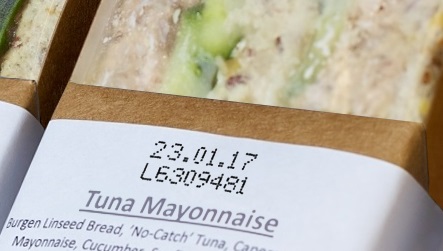 23.01.17
L6309481
Tuna Mayonnaise
Burgen Linseed Bread, 'No-Catch' Tuna,
Mayonnaise, Cucumber,